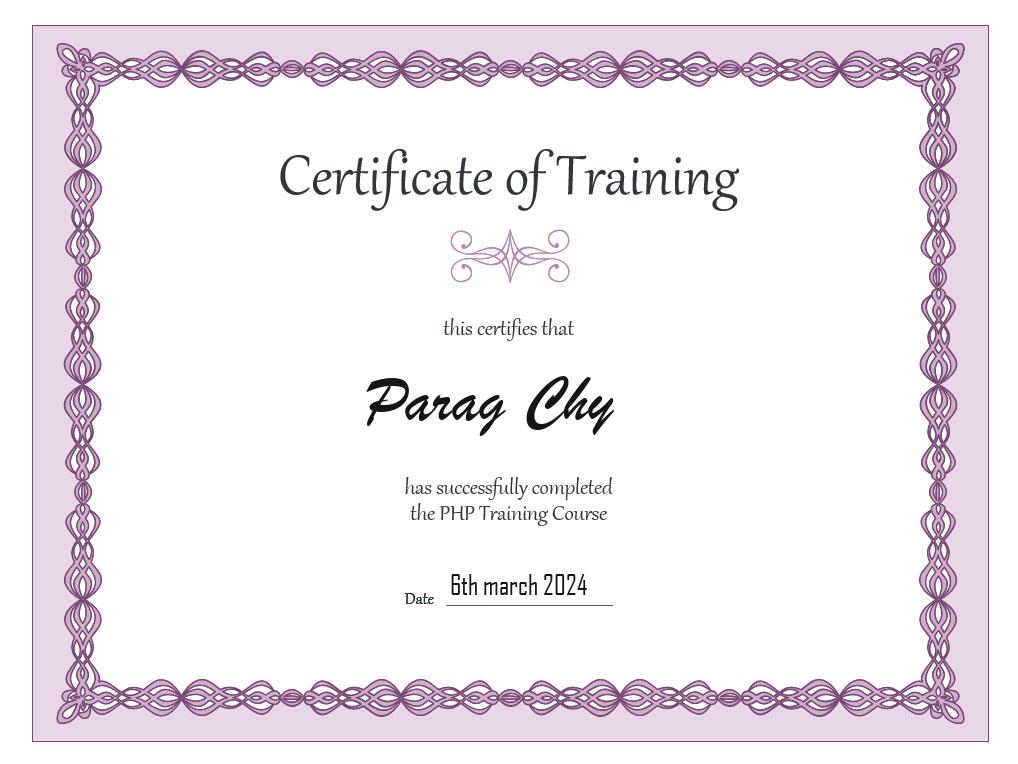 Certificate of Training
this certifies that
Parag Chy
has successfully completed
the PHP Training Course
Date 6th march 2024